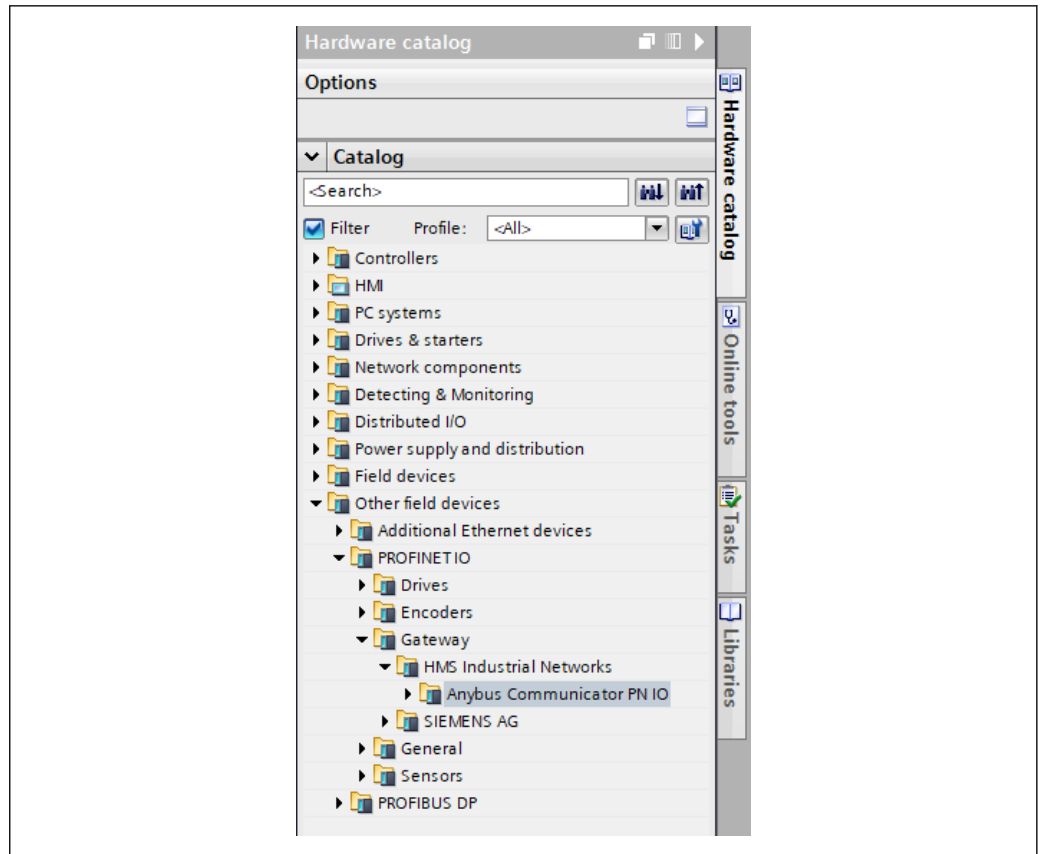 Hardware catalog
Options
Catalog
<Search>
Filter Profile: <All>
Controllers
HMI
PC systems
Drives & starters
Network components
Detecting & Monitoring
Distributed I/O
Power supply and distribution
Field devices
Other field devices
Additional Ethernet devices
PROFINET IO
Drives
Encoders
Gateway
HMS Industrial Networks
Anybus Communicator PN IO
SIEMENS AG
General
Sensors
PROFIBUS DP
Hardware catalog
Online tools
Tasks
Libraries